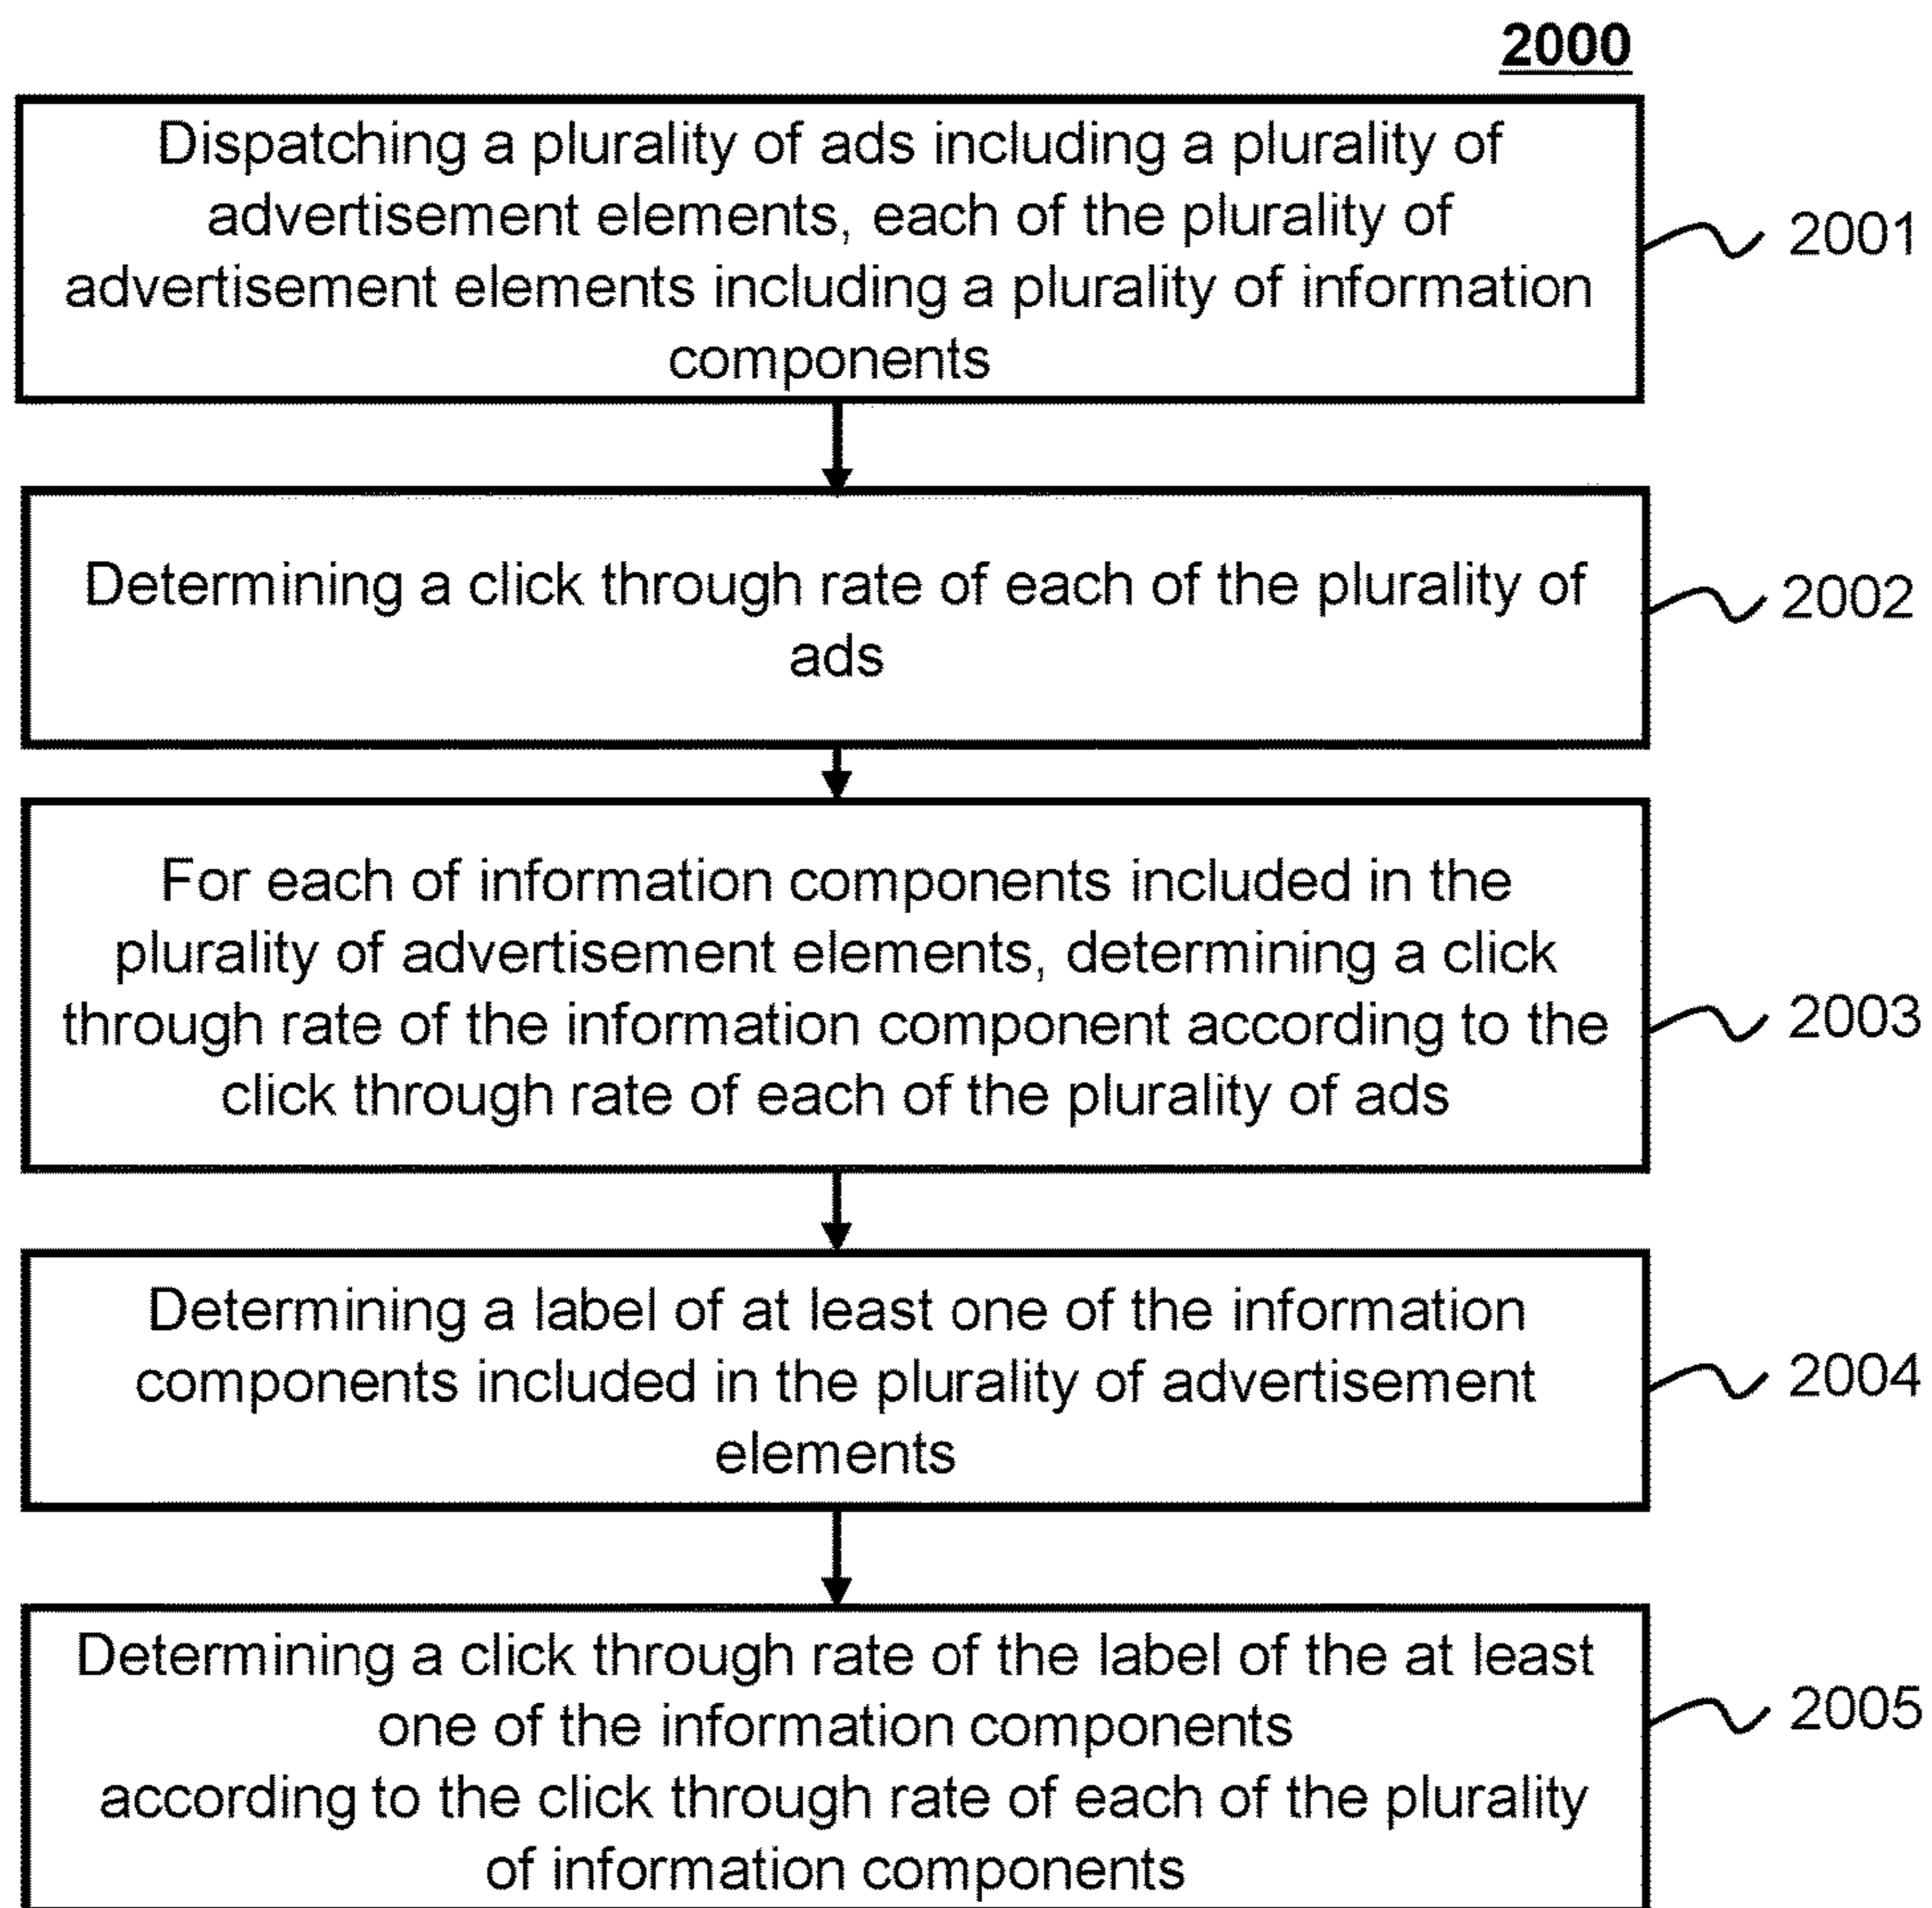 2000
Dispatching a plurality of ads including a plurality of
advertisement elements, each of the plurality of
advertisement elements including a plurality of information
components
2001
Determining a click through rate of each of the plurality of
ads
2002
For each of information components included in the
plurality of advertisement elements, determining a click
through rate of the information component according to the
click through rate of each of the plurality of ads
2003
Determining a label of at least one of the information
components included in the plurality of advertisement
elements
2004
Determining a click through rate of the label of the at least
one of the information components
according to the click through rate of each of the plurality
of information components
2005